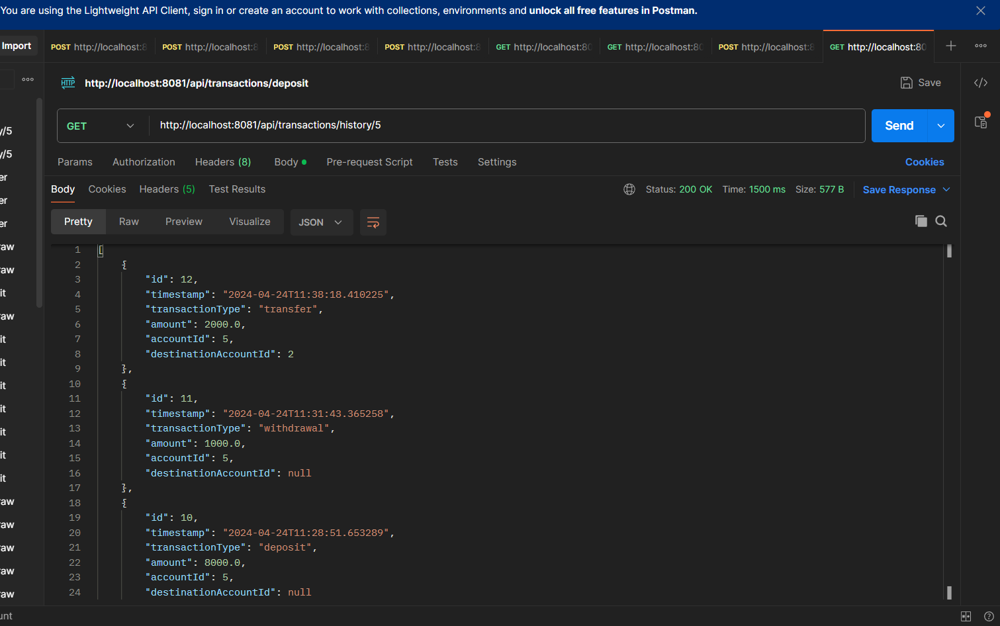 You are using the Lightweight API Client, sign in or create an account to work with collections, environments and unlock all free features in Postman.
Import POST http://localhost:8 POST http://localhost:8 POST http://localhost:8 POST http://localhost:8 GET http://localhost:80 GET http://localhost:80 POST http://localhost:8 GET http://localhost:80
HTTP http://localhost:8081/api/transactions/deposit Save
GET http://localhost:8081/api/transactions/history/5 Send
Params Authorization Headers (8) Body Pre-request Script Tests Settings Cookies
Body Cookies Headers (5) Test Results Status: 200 OK Time: 1500 ms Size: 577 B Save Response
Pretty Raw Preview Visualize JSON
y/5
y/5
er
er
er
raw
raw
it
raw
it
it
it
it
it
it
it
raw
raw
raw
raw
raw
1 [
2 {
3 "id": 12,
4 "timestamp": "2024-04-24T11:38:18.410225",
5 "transactionType": "transfer",
6 "amount": 2000.0,
7 "accountId": 5,
8 "destinationAccountId": 2
9 },
10 {
11 "id": 11,
12 "timestamp": "2024-04-24T11:31:43.365258",
13 "transactionType": "withdrawal",
14 "amount": 1000.0,
15 "accountId": 5,
16 "destinationAccountId": null
17 },
18 {
19 "id": 10,
20 "timestamp": "2024-04-24T11:28:51.653289",
21 "transactionType": "deposit",
22 "amount": 8000.0,
23 "accountId": 5,
24 "destinationAccountId": null
unt